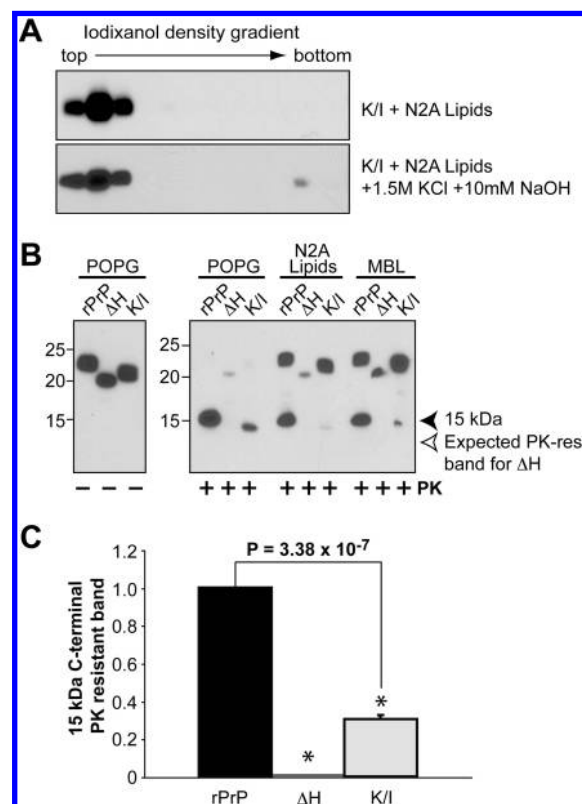 A
Iodixanol density gradient
top
bottom
K/I + N2A Lipids
K/I + N2A Lipids
+1.5M KCl +10mM NaOH
B
POPG
POPG
N2A
Lipids
MBL
rPrP ΔH K/I
rPrP ΔH K/I rPrP ΔH K/I rPrP ΔH K/I
25
20
15
25
20
15
15 kDa
Expected PK-res
band for ΔH
– – –
+ + + + + + + + + PK
C
P = 3.38 x 10-7
15 kDa C-terminal
PK resistant band
1.2
1.0
0.8
0.6
0.4
0.2
0
*
*
rPrP
ΔH
K/I